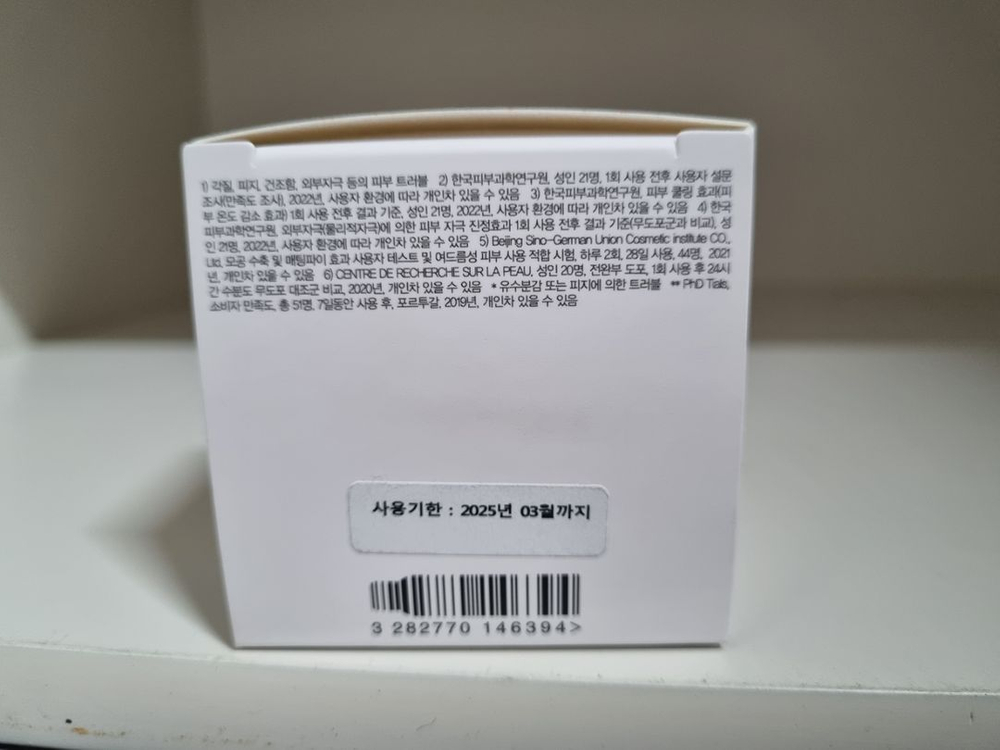 1) 각질, 피지, 건조함, 외부자극 등의 피부 트러블 2) 한국피부과학연구원, 성인 21명, 1회 사용 전후 사용자 설문
조사(만족도 조사), 2022년, 사용자 환경에 따라 개인차 있을 수 있음 3) 한국피부과학연구원, 피부 쿨링 효과(피
부 온도 감소 효과) 1회 사용 전후 결과 기준, 성인 21명, 2022년, 사용자 환경에 따라 개인차 있을 수 있음 4) 한국
피부과학연구원, 외부자극(물리적자극)에 의한 피부 자극 진정효과 1회 사용 전후 결과 기준(무도포군과 비교), 성
인 21명, 2022년, 사용자 환경에 따라 개인차 있을 수 있음 5) Beijing Sino-German Union Cosmetic institute CO.,
Ltd. 모공 수축 및 매팅파이 효과 사용자 테스트 및 여드름성 피부 사용 적합 시험, 하루 2회, 28일 사용, 44명, 2021
년, 개인차 있을 수 있음 6) CENTRE DE RECHERCHE SUR LA PEAU, 성인 20명, 전완부 도포, 1회 사용 후 24시
간 수분도 무도포 대조군 비교, 2020년, 개인차 있을 수 있음 * 유수분감 또는 피지에 의한 트러블 ** PhD Trials,
소비자 만족도, 총 51명, 7일동안 사용 후, 포르투갈, 2019년, 개인차 있을 수 있음
사용기한 : 2025년 03월까지
3 282770 146394>